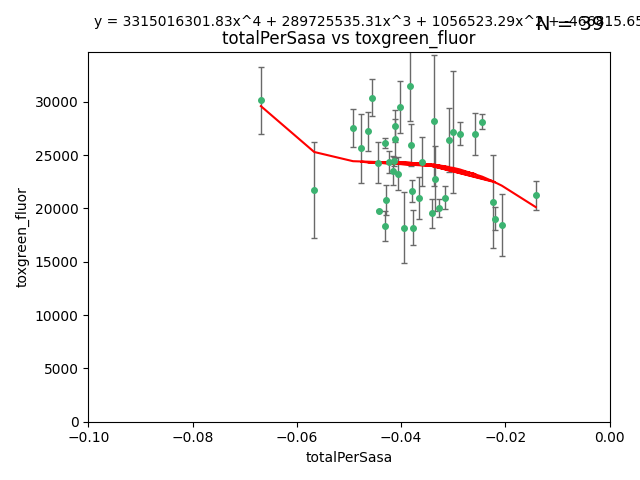 y = 3315016301.83x^4 + 289725535.31x^3 + 1056523.29x^2 +
N = 39
totalPerSasa vs toxgreen_fluor
30000
25000
20000
15000
10000
5000
0
toxgreen_fluor
−0.10 −0.08 −0.06 −0.04 −0.02 0.00
totalPerSasa